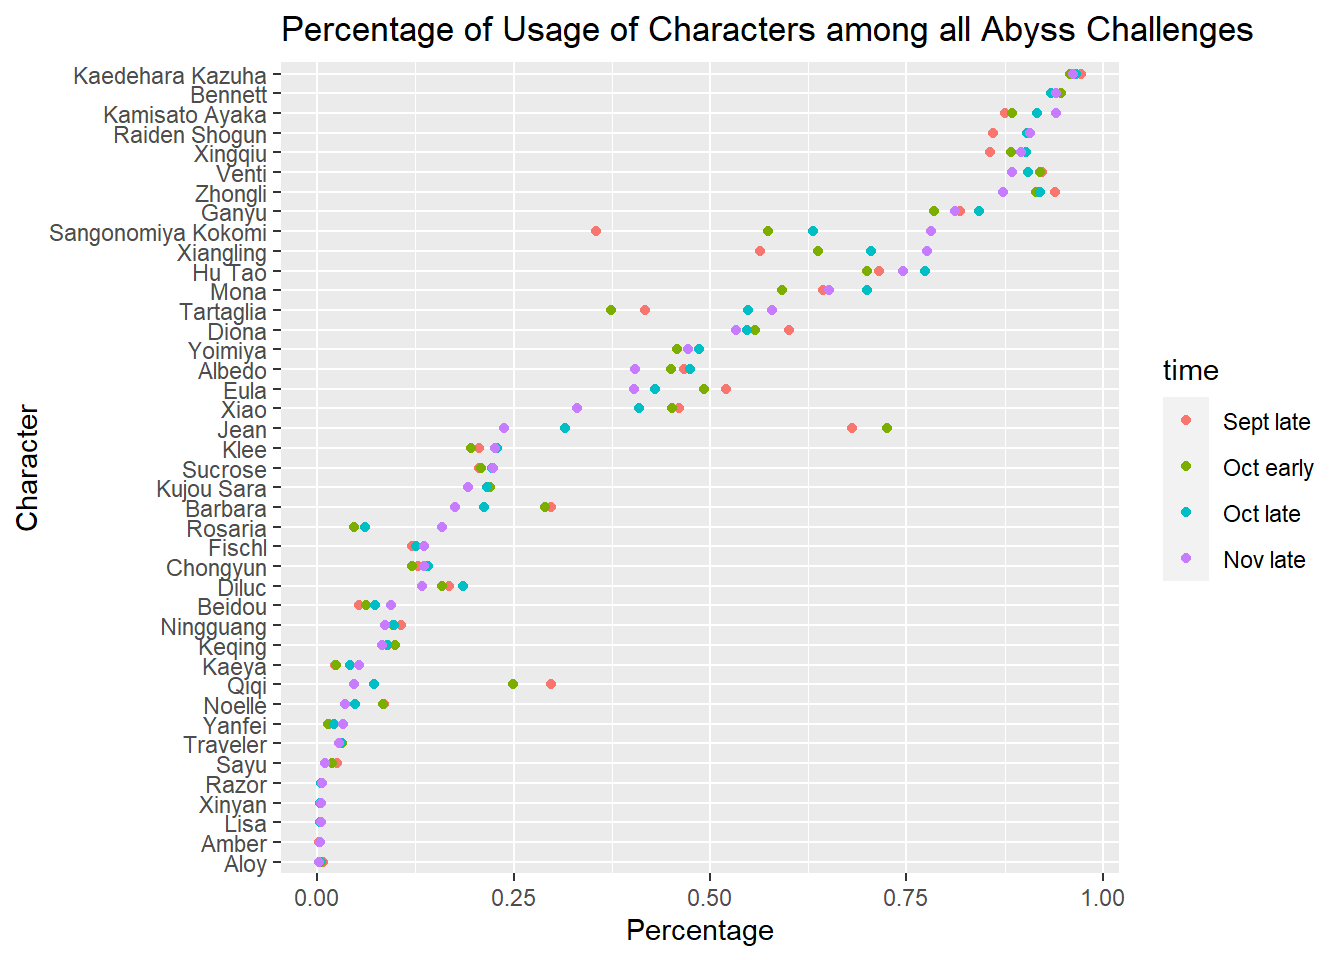 Percentage of Usage of Characters among all Abyss Challenges
Character
Kaedehara Kazuha
Bennett
Kamisato Ayaka
Raiden Shogun
Xingqiu
Venti
Zhongli
Ganyu
Sangonomiya Kokomi
Xiangling
Hu Tao
Mona
Tartaglia
Diona
Yoimiya
Albedo
Eula
Xiao
Jean
Klee
Sucrose
Kujou Sara
Barbara
Rosaria
Fischl
Chongyun
Diluc
Beidou
Ningguang
Keqing
Kaeya
Qiqi
Noelle
Yanfei
Traveler
Sayu
Razor
Xinyan
Lisa
Amber
Aloy
0.00 0.25 0.50 0.75 1.00
Percentage
time
Sept late
Oct early
Oct late
Nov late